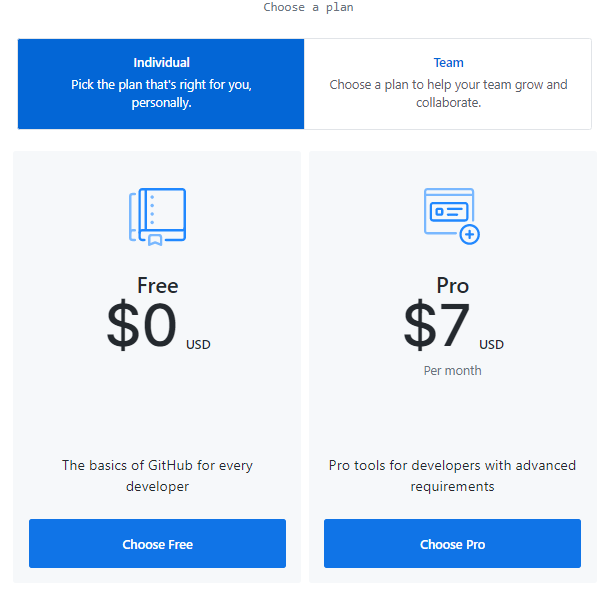 Choose a plan
Individual
Pick the plan that's right for you,
personally.
Team
Choose a plan to help your team grow and
collaborate.
Free
$0 USD
The basics of GitHub for every
developer
Choose Free
Pro
$7 USD
Per month
Pro tools for developers with advanced
requirements
Choose Pro